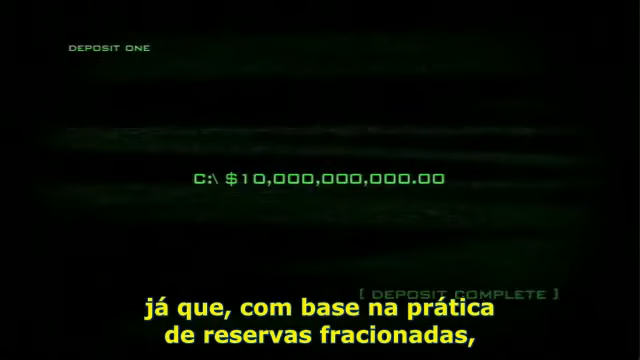 DEPOSIT ONE
C:\ $10,000,000,000.00
[ DEPOSIT COMPLETE ]
já que, com base na prática
de reservas fracionadas,